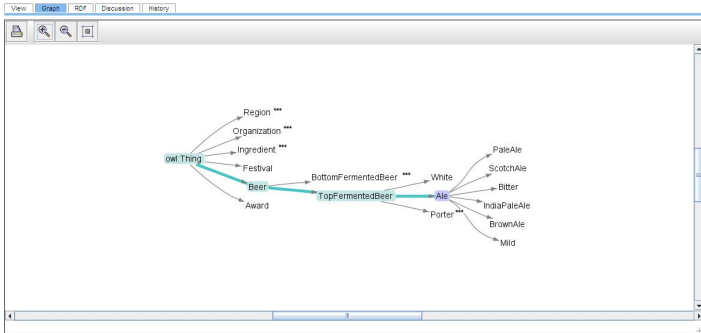 View Graph RDF Discussion History
Region ***
Organization ***
Ingredient ***
owl:Thing
Festival
Beer
Award
BottomFermentedBeer ***
TopFermentedBeer
White
Ale
Porter ***
PaleAle
ScotchAle
Bitter
IndiaPaleAle
BrownAle
Mild